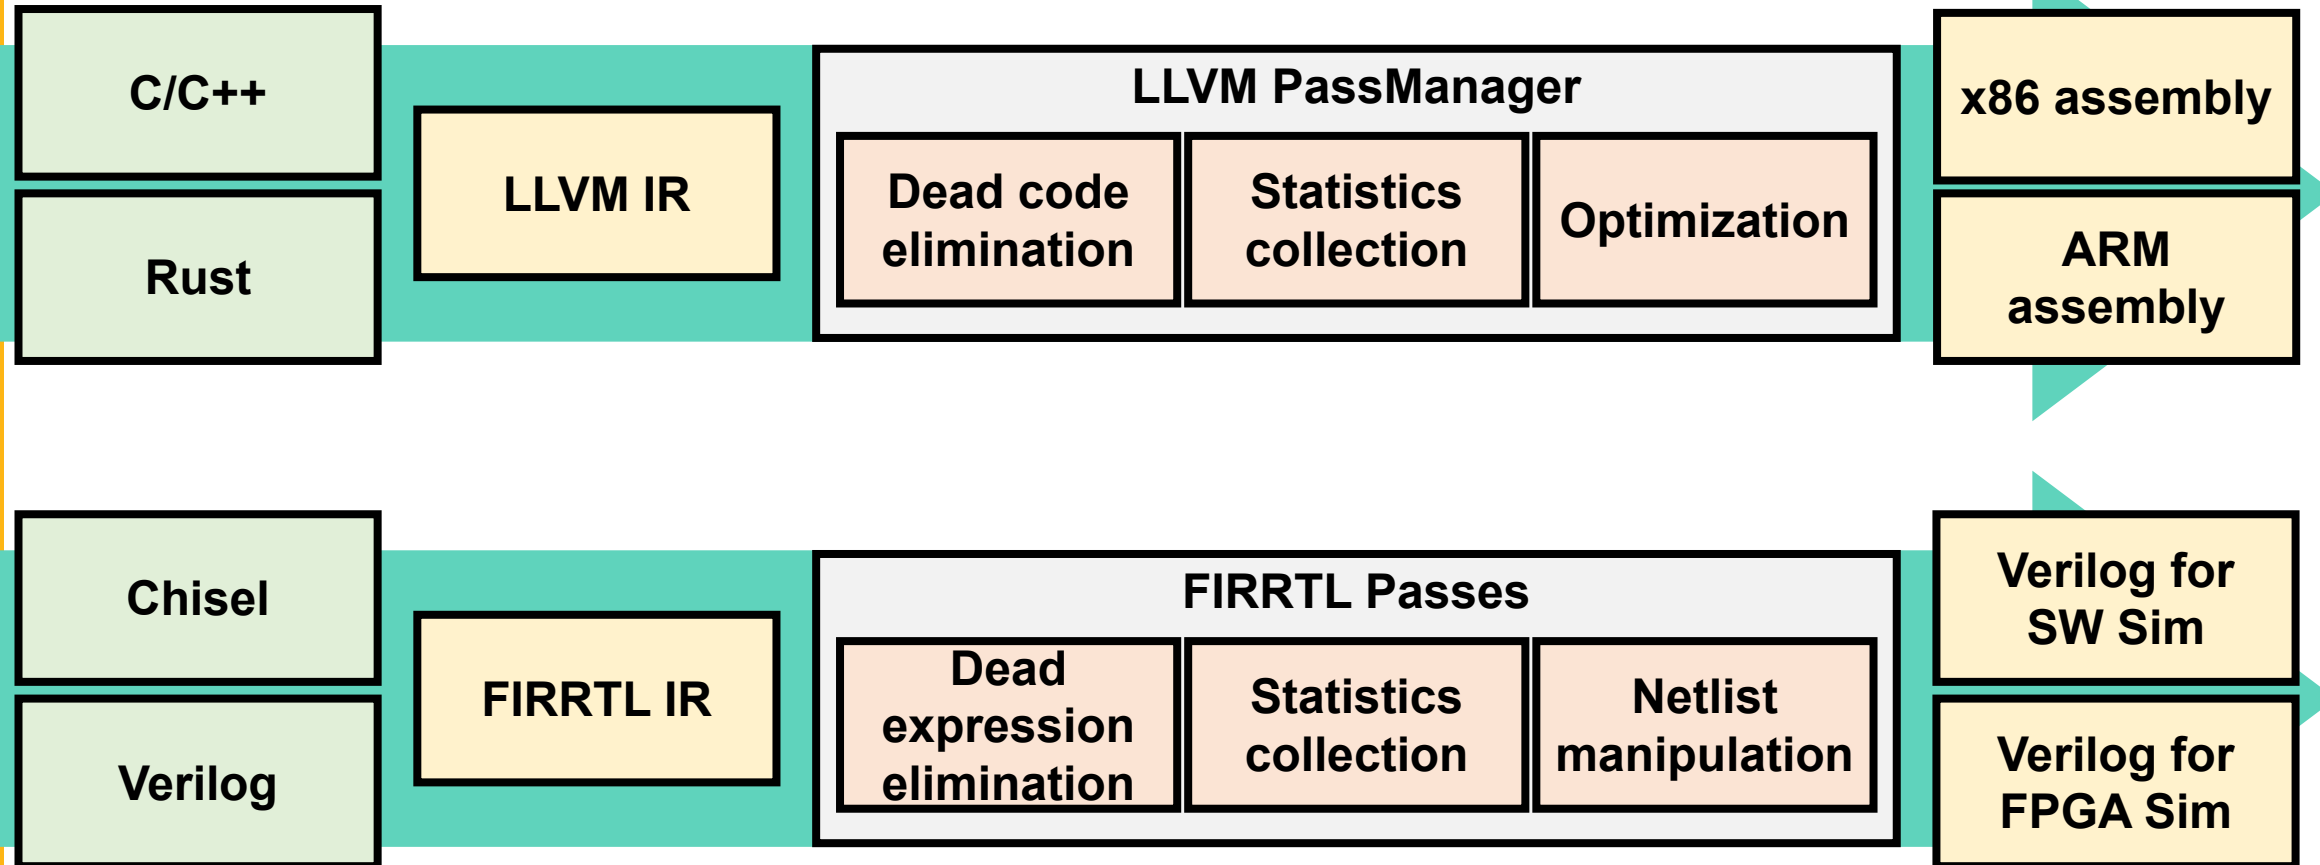 C/C++
Rust
LLVM IR
LLVM PassManager
Dead code
elimination
Statistics
collection
Optimization
x86 assembly
ARM
assembly
Chisel
Verilog
FIRRTL IR
FIRRTL Passes
Dead
expression
elimination
Statistics
collection
Netlist
manipulation
Verilog for
SW Sim
Verilog for
FPGA Sim